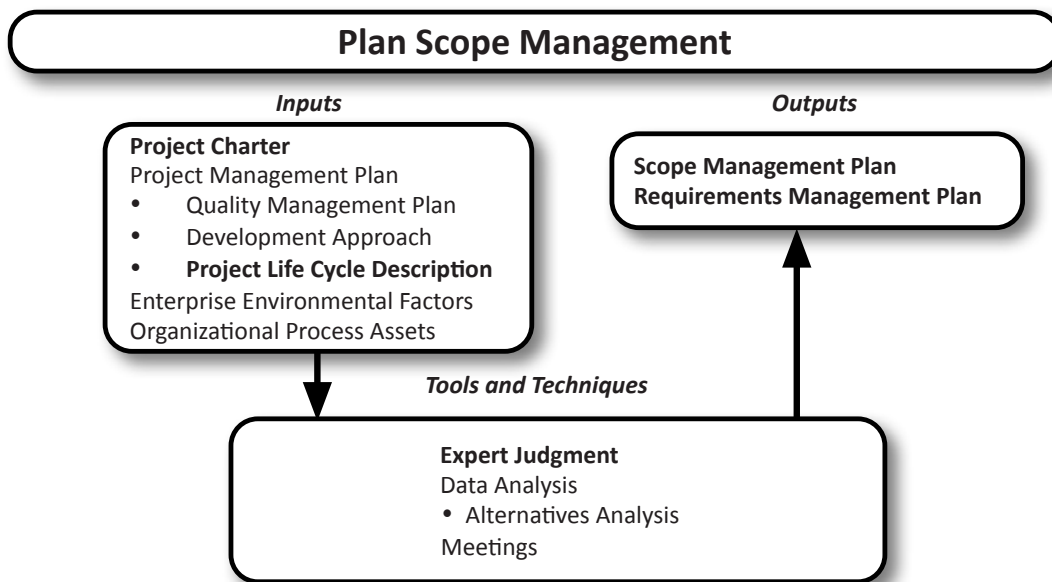 Plan Scope Management
Inputs
Project Charter
Project Management Plan
• Quality Management Plan
• Development Approach
• Project Life Cycle Description
Enterprise Environmental Factors
Organizational Process Assets
Outputs
Scope Management Plan
Requirements Management Plan
Tools and Techniques
Expert Judgment
Data Analysis
• Alternatives Analysis
Meetings